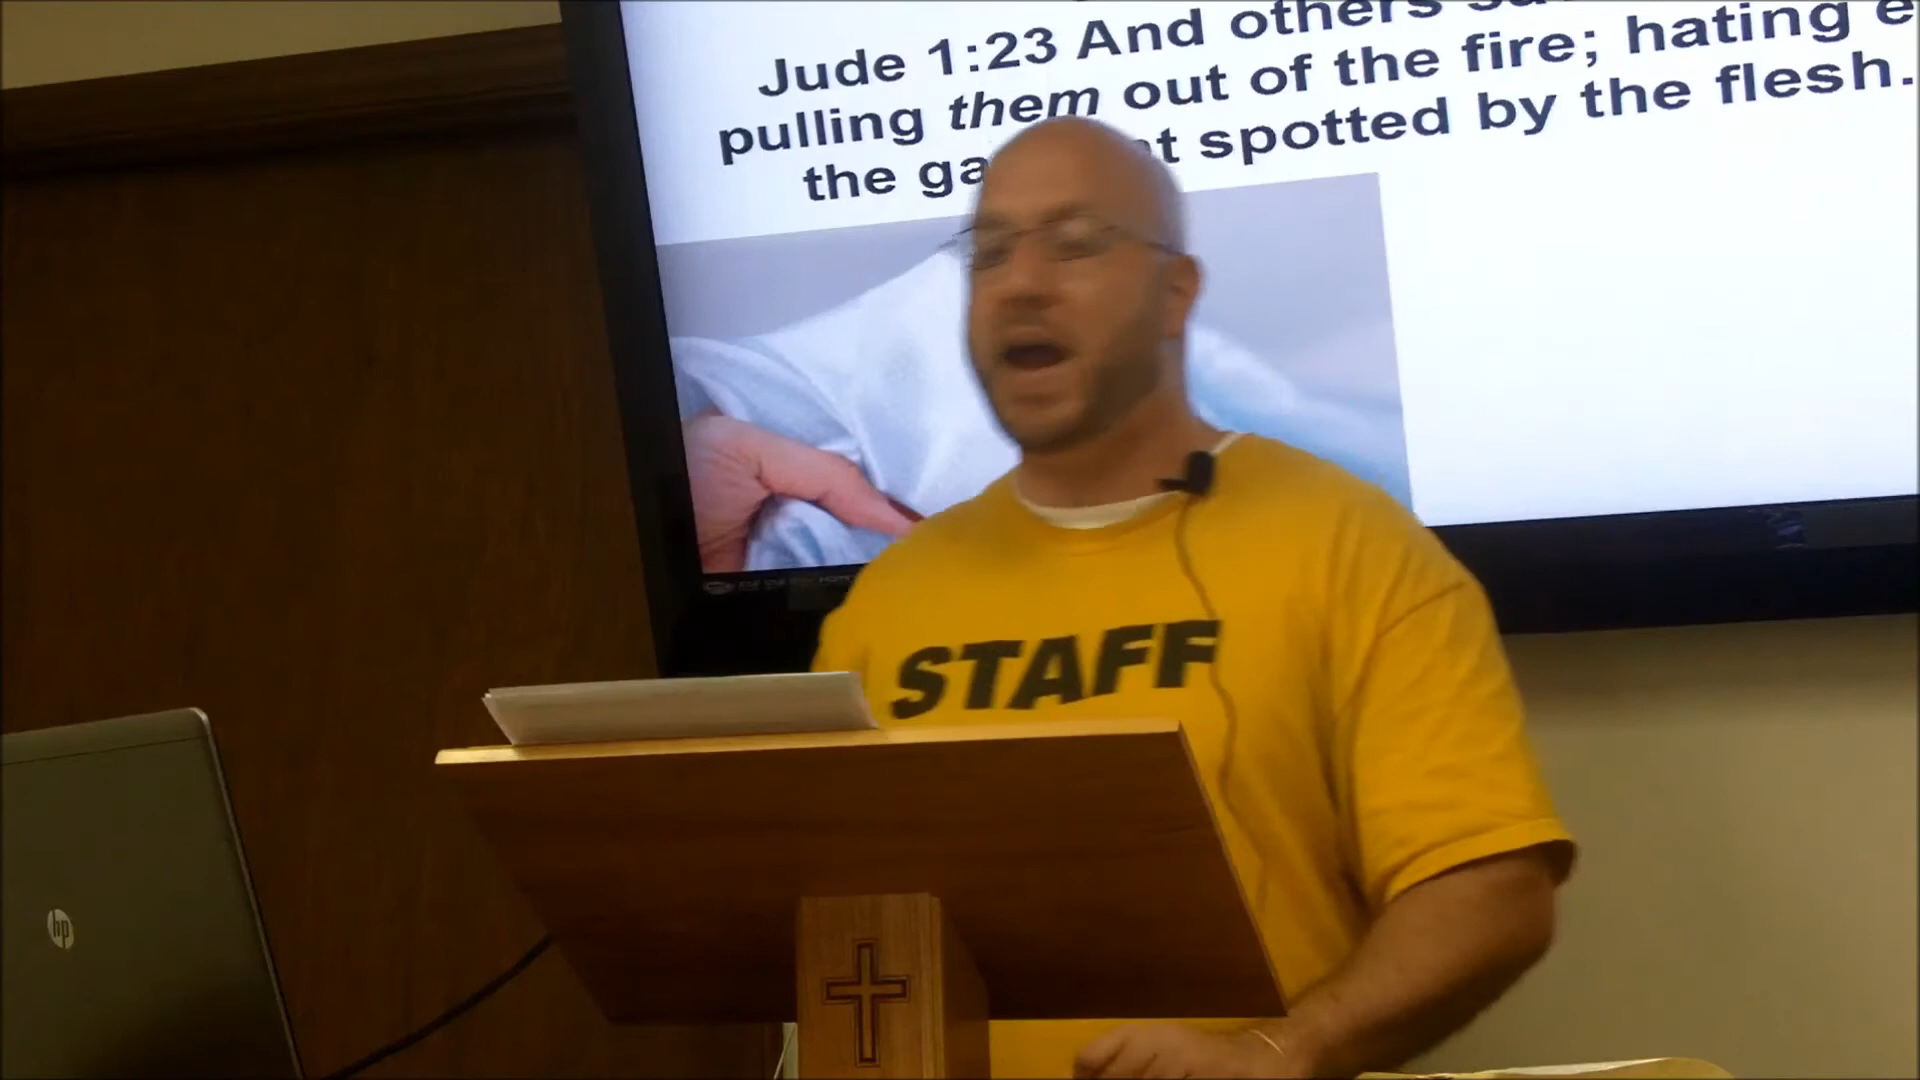 Jude 1:23 And others
pulling them out of the fire; hating
the spotted by the flesh.
STAFF
hp